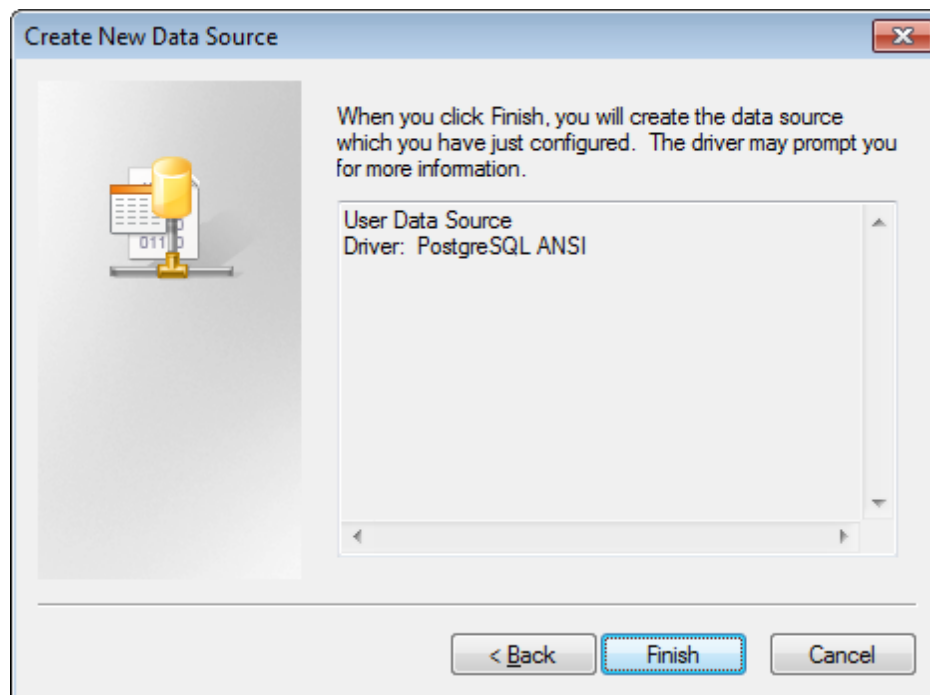 Create New Data Source
When you click Finish, you will create the data source
which you have just configured.  The driver may prompt you
for more information.
User Data Source
Driver:  PostgreSQL ANSI
01
< Back
Finish
Cancel